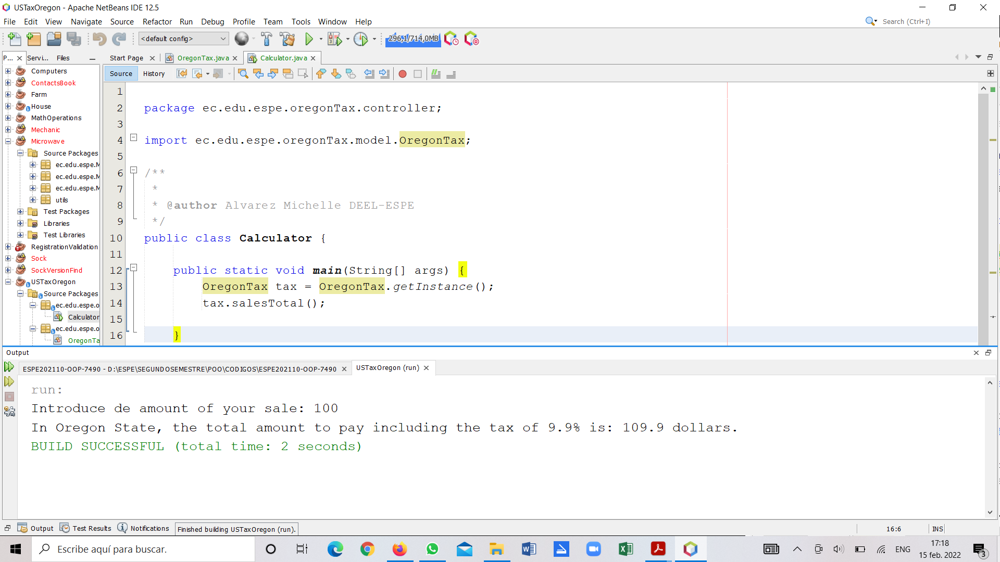 USTaxOregon - Apache NetBeans IDE 12.5
File Edit View Navigate Source Refactor Run Debug Profile Team Tools Window Help
Search (Ctrl+I)
<default config>
296,1/714,0MB
P... Servi... Files
Start Page OregonTax.java Calculator.java
Source History
Computers
ContactsBook
Farm
House
MathOperations
Mechanic
Microwave
Source Packages
ec.edu.espe.M
ec.edu.espe.M
ec.edu.espe.M
utils
Test Packages
Libraries
Test Libraries
RegistrationValidation
Sock
SockVersionFind
USTaxOregon
Source Packages
ec.edu.espe.o
Calculator
ec.edu.espe.o
OregonTa
1
2 package ec.edu.espe.oregonTax.controller;
3
4 import ec.edu.espe.oregonTax.model.OregonTax;
5
6 /**
7 *
8 * @author Alvarez Michelle DEEL-ESPE
9 */
10 public class Calculator {
11
12 public static void main(String[] args) {
13 OregonTax tax = OregonTax.getInstance();
14 tax.salesTotal();
15
16 }
Output
ESPE202110-OOP-7490 - D:\ESPE\SEGUNDOSEMESTRE\POO\CODIGOS\ESPE202110-OOP-7490 USTaxOregon (run)
run:
Introduce de amount of your sale: 100
In Oregon State, the total amount to pay including the tax of 9.9% is: 109.9 dollars.
BUILD SUCCESSFUL (total time: 2 seconds)
Output Test Results Notifications Finished building USTaxOregon (run).
16:6 INS
Escribe aquí para buscar.
ENG
17:18
15 feb. 2022
3